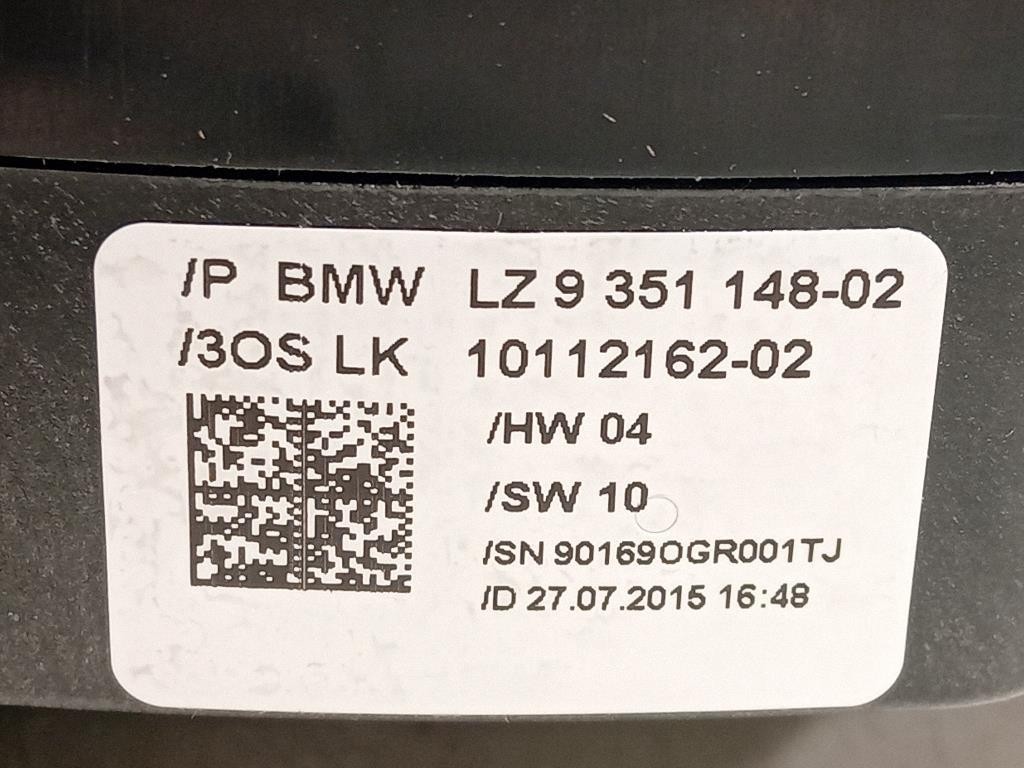 /P BMW LZ 9 351 148-02
/3OS LK 10112162-02
/HW 04
/SW 10
/SN 90169OGR001TJ
/D 27.07.2015 16:48